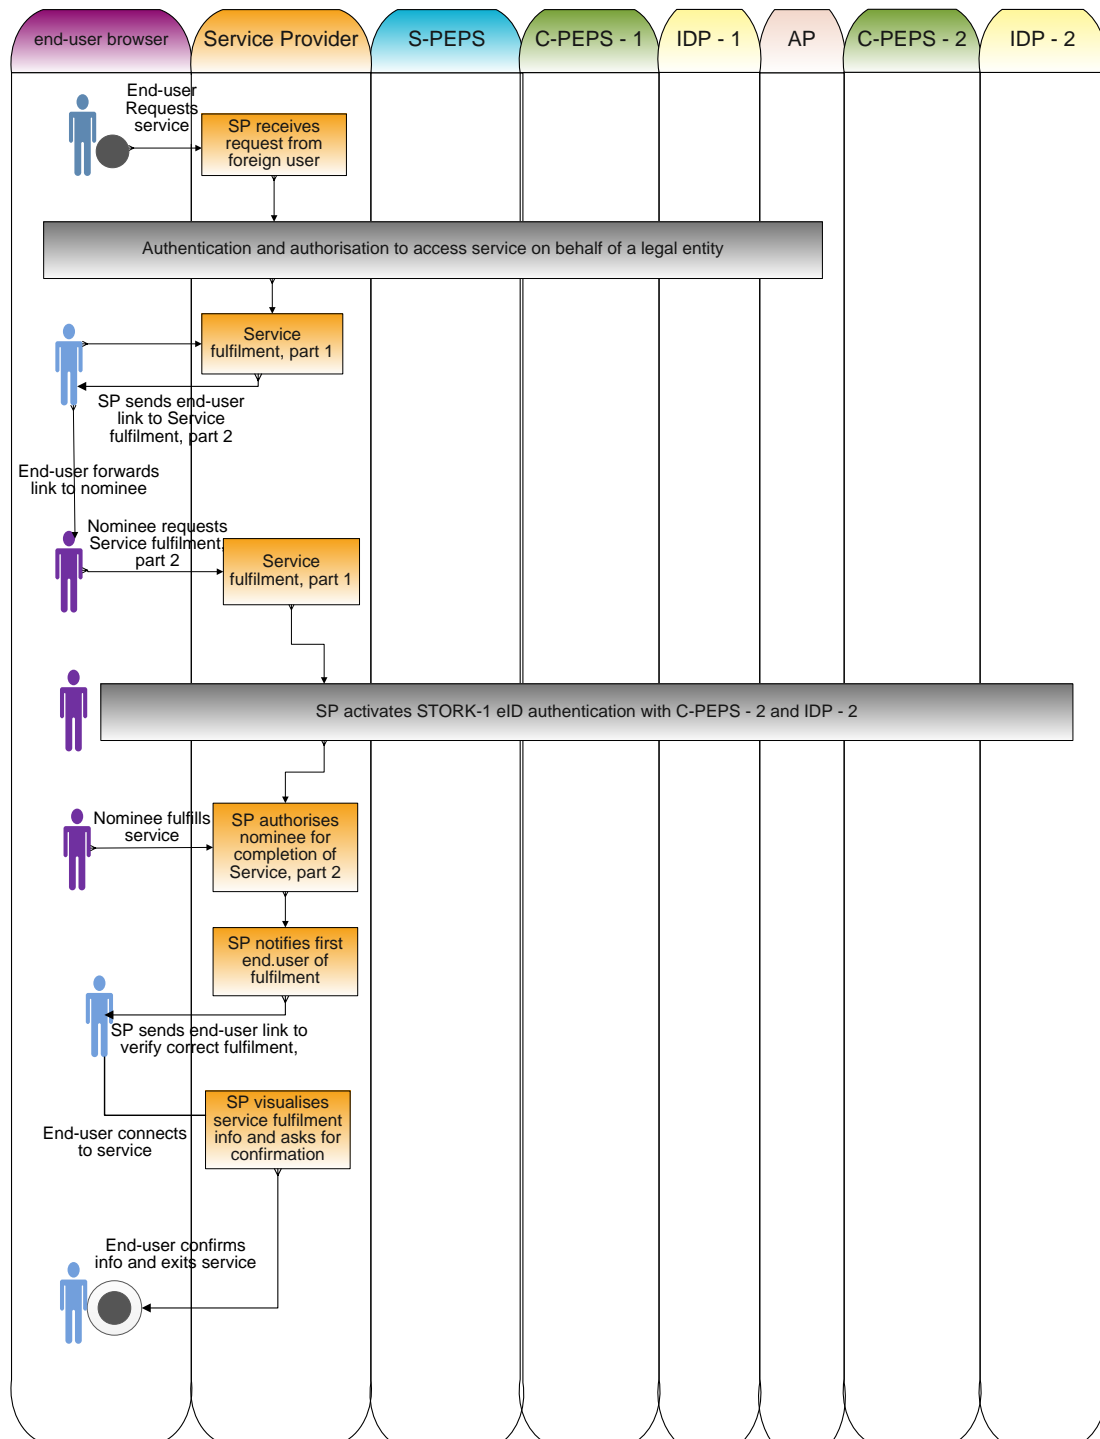 end-user browser
Service Provider
S-PEPS
C-PEPS - 1
IDP - 1
AP
C-PEPS - 2
IDP - 2
End-user
Requests
service
SP receives
request from
foreign user
Authentication and authorisation to access service on behalf of a legal entity
Service
fulfilment, part 1
SP sends end-user
link to Service
fulfilment, part 2
End-user forwards
link to nominee
Nominee requests
Service fulfilment,
part 2
Service
fulfilment, part 1
SP activates STORK-1 eID authentication with C-PEPS - 2 and IDP - 2
Nominee fulfills
service
SP authorises
nominee for
completion of
Service, part 2
SP notifies first
end.user of
fulfilment
SP sends end-user link to
verify correct fulfilment,
SP visualises
service fulfilment
info and asks for
confirmation
End-user connects
to service
End-user confirms
info and exits service